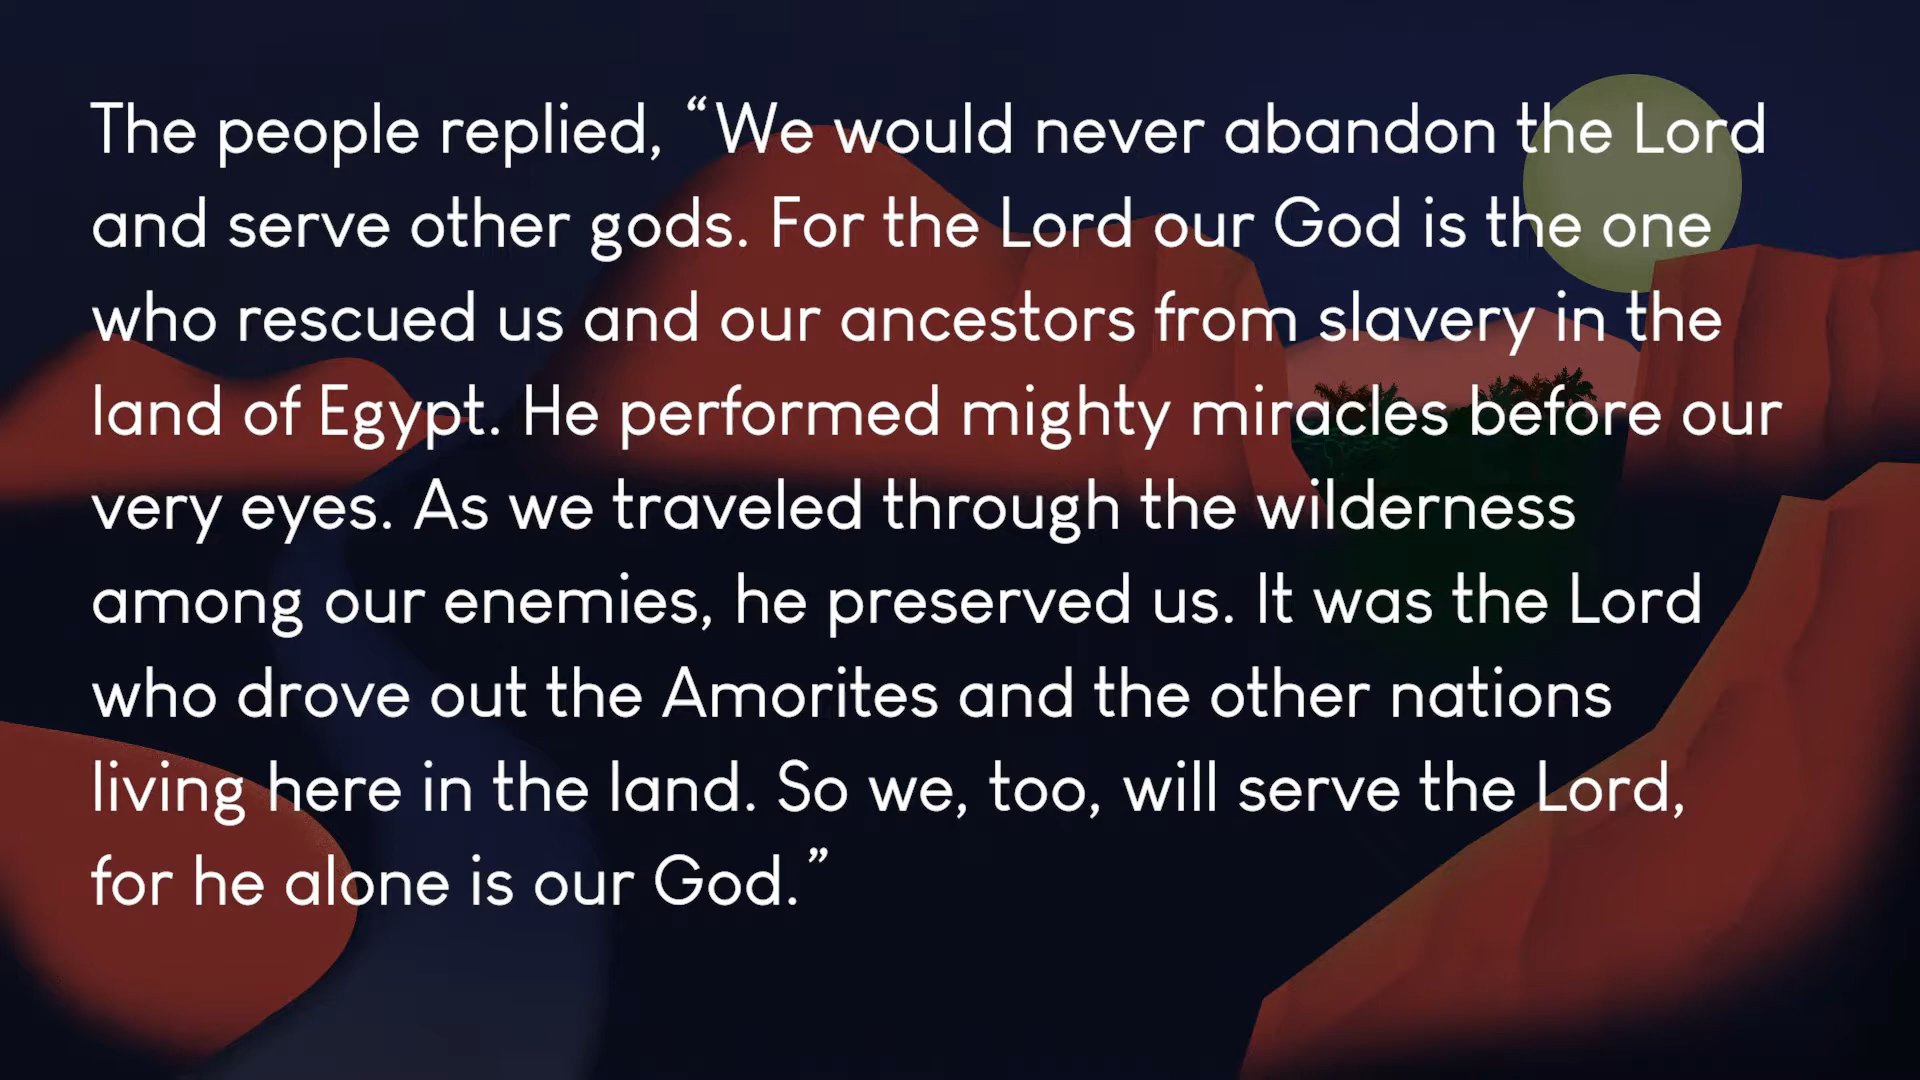 The people replied, “We would never abandon the Lord
and serve other gods. For the Lord our God is the one
who rescued us and our ancestors from slavery in the
land of Egypt. He performed mighty miracles before our
very eyes. As we traveled through the wilderness
among our enemies, he preserved us. It was the Lord
who drove out the Amorites and the other nations
living here in the land. So we, too, will serve the Lord,
for he alone is our God.”